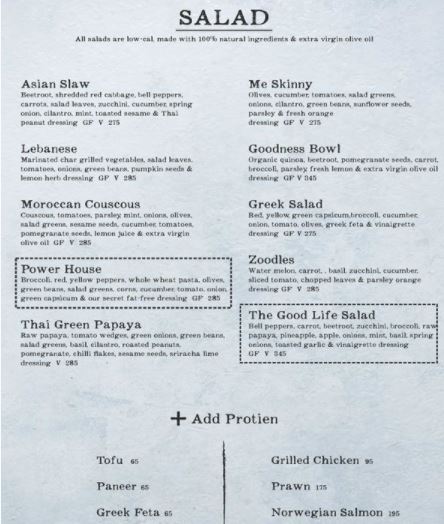 SALAD
All salads are low-cal, made with 100% natural ingredients & extra virgin olive oil
Asian Slaw
Beetroot, shredded red cabbage, bell peppers,
carrots, salad leaves, zucchini, cucumber, spring
onion, cilantro, mint, toasted sesame & Thai
peanut dressing GF V 275
Lebanese
Marinated char grilled vegetables, salad leaves,
tomatoes, onions, green beans, pumpkin seeds &
lemon herb dressing GF V 285
Moroccan Couscous
Couscous, tomatoes, parsley, mint, onions, olives,
salad greens, sesame seeds, cucumber, tomatoes,
pomegranate seeds, lemon juice & extra virgin
olive oil GF V 285
Power House
Broccoli, red, yellow peppers, whole wheat pasta, olives,
green beans, salad greens, corns, cucumber, tomato, onion,
green capsicum & our secret fat-free dressing GF V 285
Thai Green Papaya
Raw papaya, tomato wedges, green onions, green beans,
salad greens, basil, cilantro, roasted peanuts,
pomegranate, chilli flakes, sesame seeds, sriracha lime
dressing V 285
Me Skinny
Olives, cucumber, tomatoes, salad greens,
onions, cilantro, green beans, sunflower seeds,
parsley & fresh orange
dressing GF V 275
Goodness Bowl
Organic quinoa, beetroot, pomegranate seeds, carrot,
broccoli, parsley, fresh lemon & extra virgin olive oil
GF V 345
Greek Salad
Red, yellow, green capsicum,broccoli, cucumber,
onion, tomato, olives, greek feta & vinaigrette
dressing GF V 275
Zoodles
Water melon, carrot, , basil, zucchini, cucumber,
sliced tomato, chopped leaves & parsley orange
dressing GF V 285
The Good Life Salad
Bell peppers, carrot, beetroot, zucchini, broccoli, raw
papaya, pineapple, apple, onions, mint, basil, spring
onions, toasted garlic & vinaigrette dressing
GF V 345
+ Add Protien
Tofu 65
Paneer 65
Greek Feta 65
Grilled Chicken 95
Prawn 175
Norwegian Salmon 195